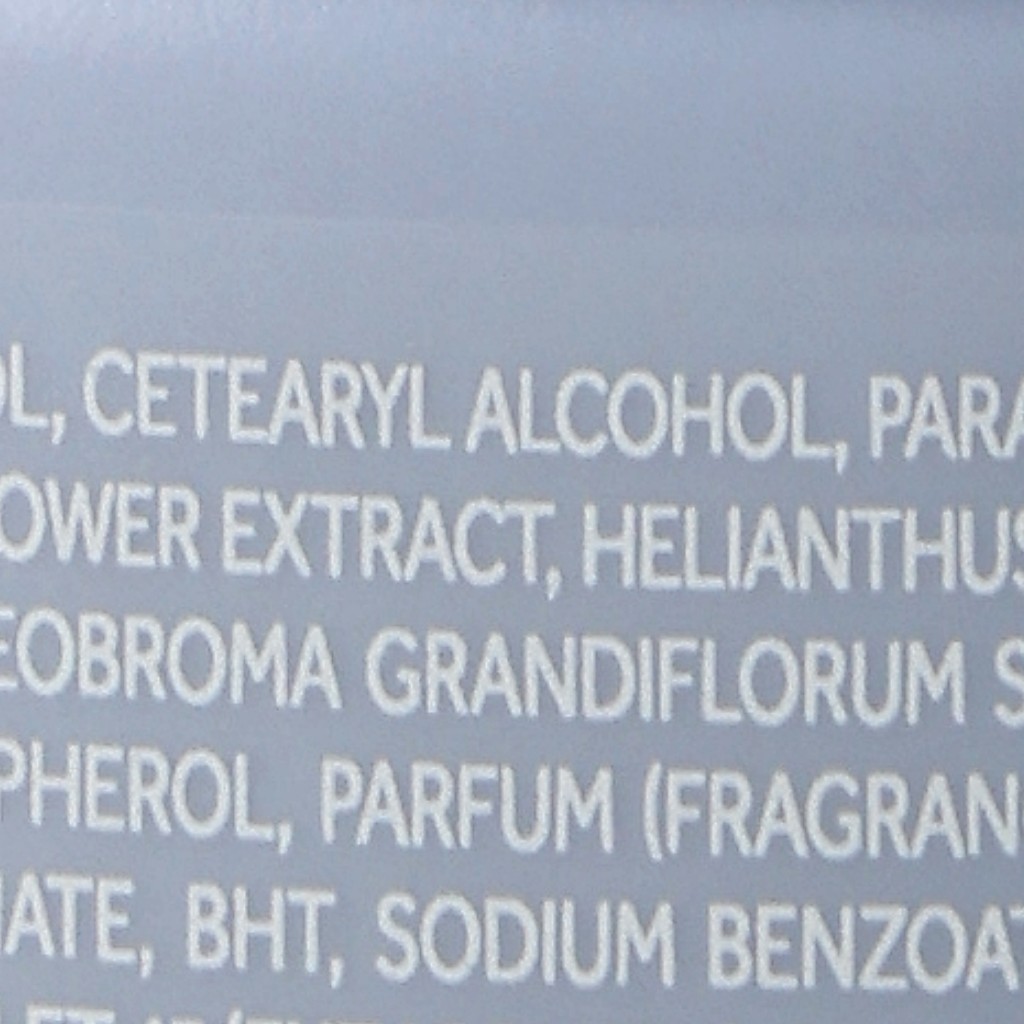 OL, CETEARYL ALCOHOL, PARA
OWER EXTRACT, HELIANTHUS
EOBROMA GRANDIFLORUM S
PHEROL, PARFUM (FRAGRAN
ATE, BHT, SODIUM BENZOAT